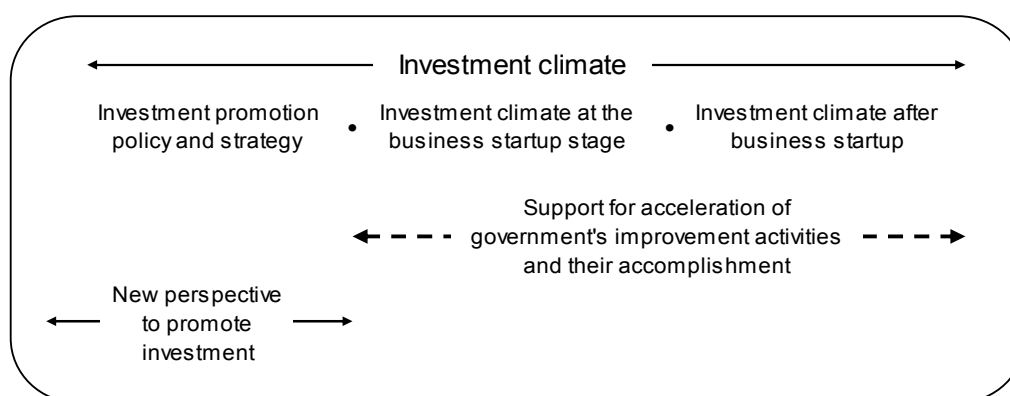 Investment climate
Investment promotion
policy and strategy
•
Investment climate at the
business startup stage
•
Investment climate after
business startup
Support for acceleration of
government's improvement activities
and their accomplishment
New perspective
to promote
investment